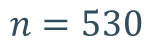 n = 530